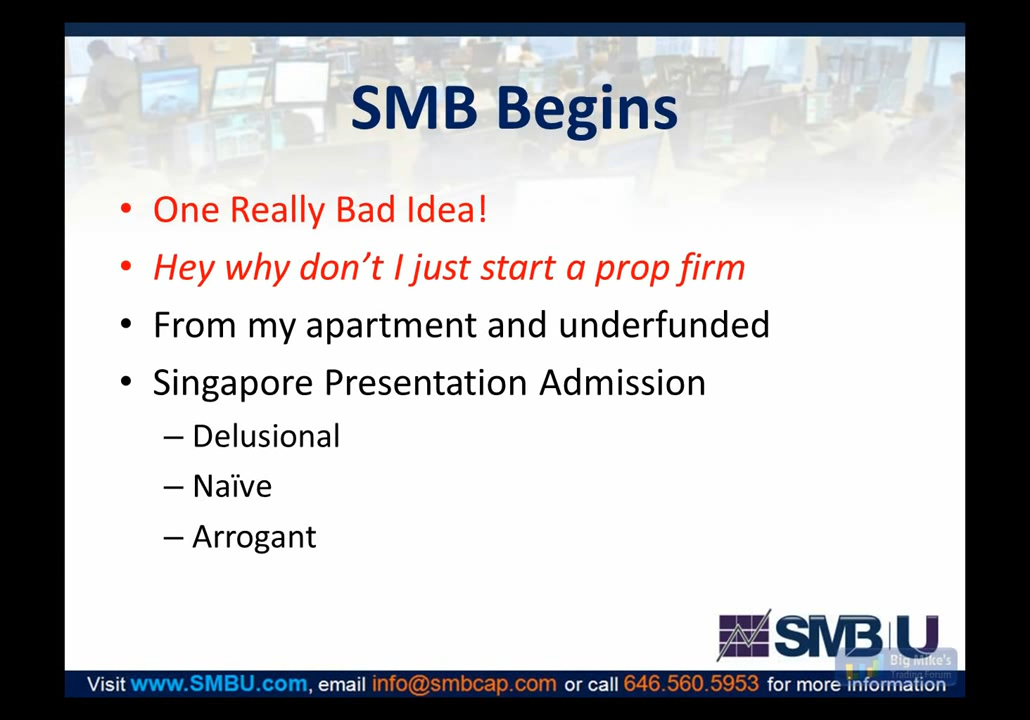 SMB Begins
• One Really Bad Idea!
• Hey why don’t I just start a prop firm
• From my apartment and underfunded
• Singapore Presentation Admission
– Delusional
– Naïve
– Arrogant
SMB U
Big Mike's
Trading Forum
Visit www.SMBU.com, email info@smbcap.com or call 646.560.5953 for more information